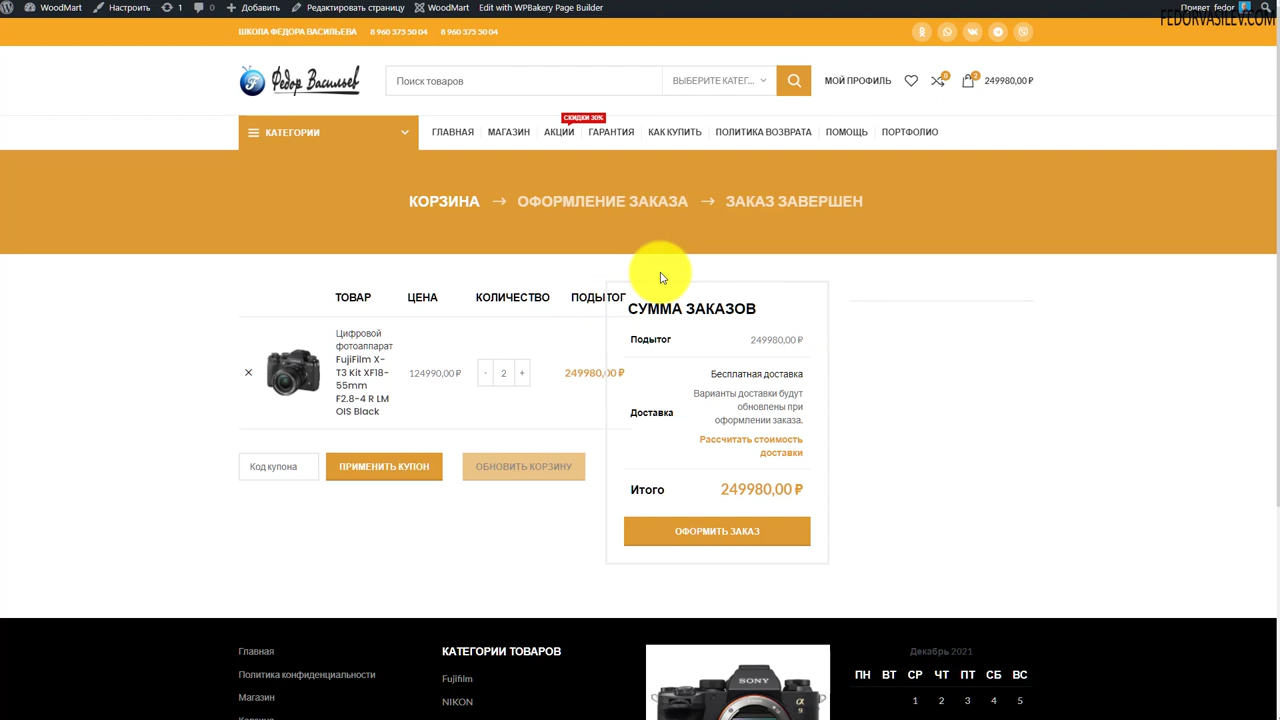 Настроить
1
0
Добавить
Редактировать страницу
WoodMart
Edit with WPBakery Page Builder
Привет, fedor
FEDORVASILEV.COM
ШКОЛА ФЕДОРА ВАСИЛЬЕВА
8 960 375 50 04
8 960 375 50 04
Федор Васильев
Поиск товаров
ВЫБЕРИТЕ КАТЕГ...
МОЙ ПРОФИЛЬ
0
2
249980,00 ₽
СКИДКИ 30%
КАТЕГОРИИ
ГЛАВНАЯ
МАГАЗИН
АКЦИИ
ГАРАНТИЯ
КАК КУПИТЬ
ПОЛИТИКА ВОЗВРАТА
ПОМОЩЬ
ПОРТФОЛИО
КОРЗИНА → ОФОРМЛЕНИЕ ЗАКАЗА → ЗАКАЗ ЗАВЕРШЕН
ТОВАР
ЦЕНА
КОЛИЧЕСТВО
ПОДЫТОГ
Цифровой
фотоаппарат
FujiFilm X-
T3 Kit XF18-
55mm
F2.8-4 R LM
OIS Black
124990,00 ₽
- 2 +
249980,00 ₽
Код купона
ПРИМЕНИТЬ КУПОН
ОБНОВИТЬ КОРЗИНУ
СУММА ЗАКАЗОВ
Подытог
249980,00 ₽
Доставка
Бесплатная доставка
Варианты доставки будут
обновлены при
оформлении заказа.
Рассчитать стоимость
доставки
Итого
249980,00 ₽
ОФОРМИТЬ ЗАКАЗ
Главная
Политика конфиденциальности
Магазин
КАТЕГОРИИ ТОВАРОВ
Fujifilm
NIKON
SONY
α
9
Декабрь 2021
ПН ВТ СР ЧТ ПТ СБ ВС
1 2 3 4 5